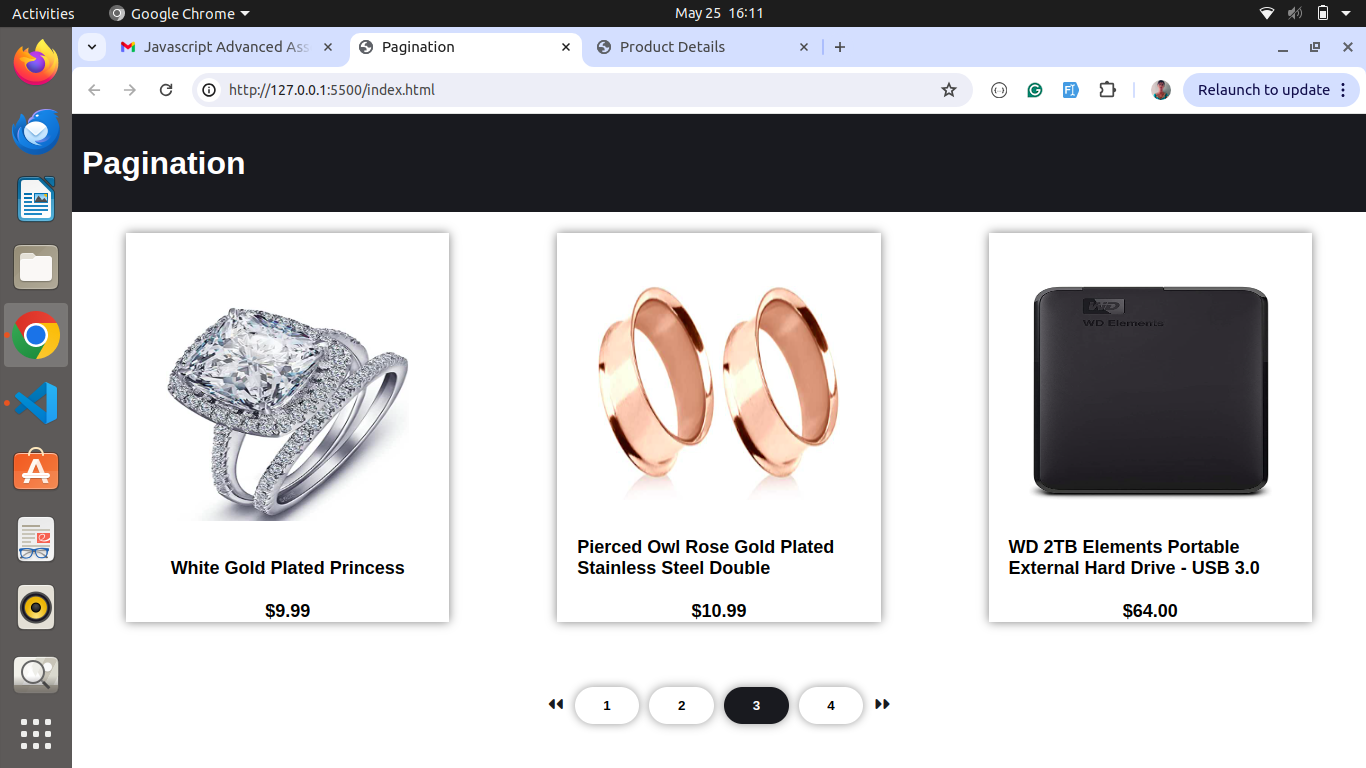 Activities
Google Chrome
May 25 16:11
Javascript Advanced Ass
Pagination
Product Details
http://127.0.0.1:5500/index.html
Relaunch to update
Pagination
WD
WD Elements
White Gold Plated Princess
$9.99
Pierced Owl Rose Gold Plated
Stainless Steel Double
$10.99
WD 2TB Elements Portable
External Hard Drive - USB 3.0
$64.00
1
2
3
4